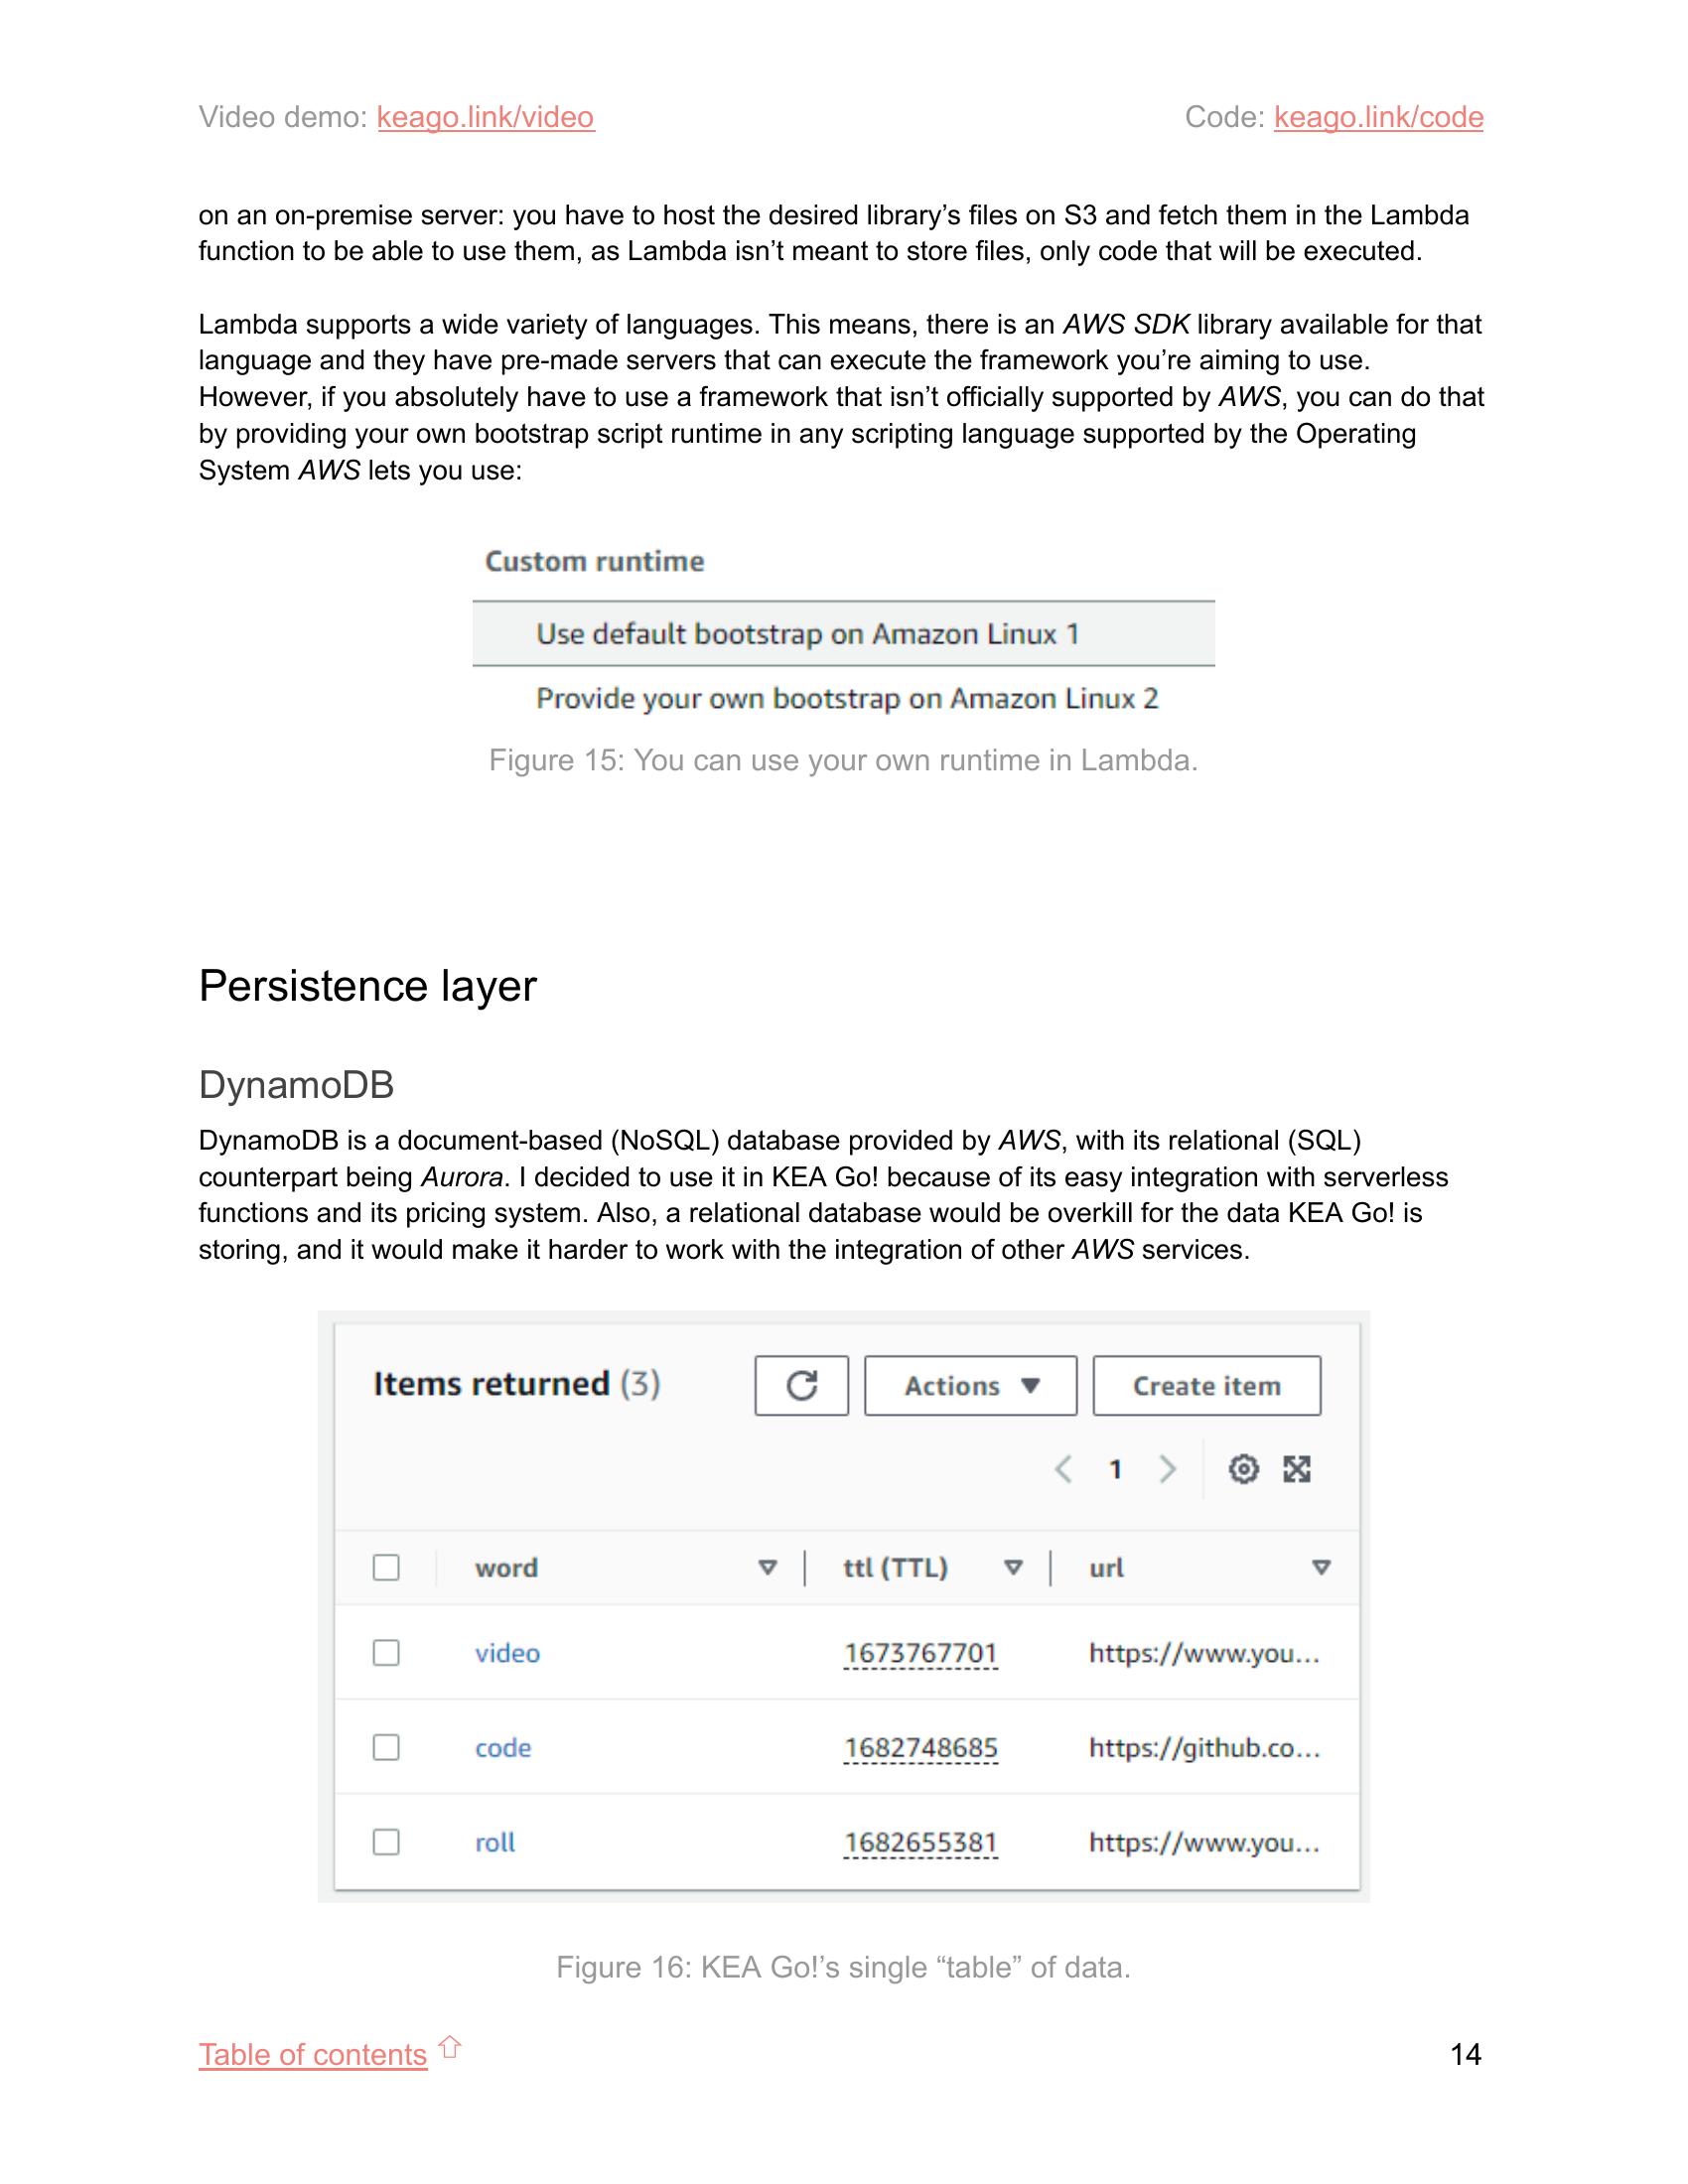 Video demo: keago.link/video Code: keago.link/code
on an on-premise server: you have to host the desired library’s files on S3 and fetch them in the Lambda
function to be able to use them, as Lambda isn’t meant to store files, only code that will be executed.
Lambda supports a wide variety of languages. This means, there is an AWS SDK library available for that
language and they have pre-made servers that can execute the framework you’re aiming to use.
However, if you absolutely have to use a framework that isn’t officially supported by AWS, you can do that
by providing your own bootstrap script runtime in any scripting language supported by the Operating
System AWS lets you use:
Custom runtime
Use default bootstrap on Amazon Linux 1
Provide your own bootstrap on Amazon Linux 2
Figure 15: You can use your own runtime in Lambda.
Persistence layer
DynamoDB
DynamoDB is a document-based (NoSQL) database provided by AWS, with its relational (SQL)
counterpart being Aurora. I decided to use it in KEA Go! because of its easy integration with serverless
functions and its pricing system. Also, a relational database would be overkill for the data KEA Go! is
storing, and it would make it harder to work with the integration of other AWS services.
Items returned (3) Actions Create item
1
word ttl (TTL) url
video 1673767701 https://www.you...
code 1682748685 https://github.co...
roll 1682655381 https://www.you...
Figure 16: KEA Go!’s single “table” of data.
Table of contents ⇧ 14